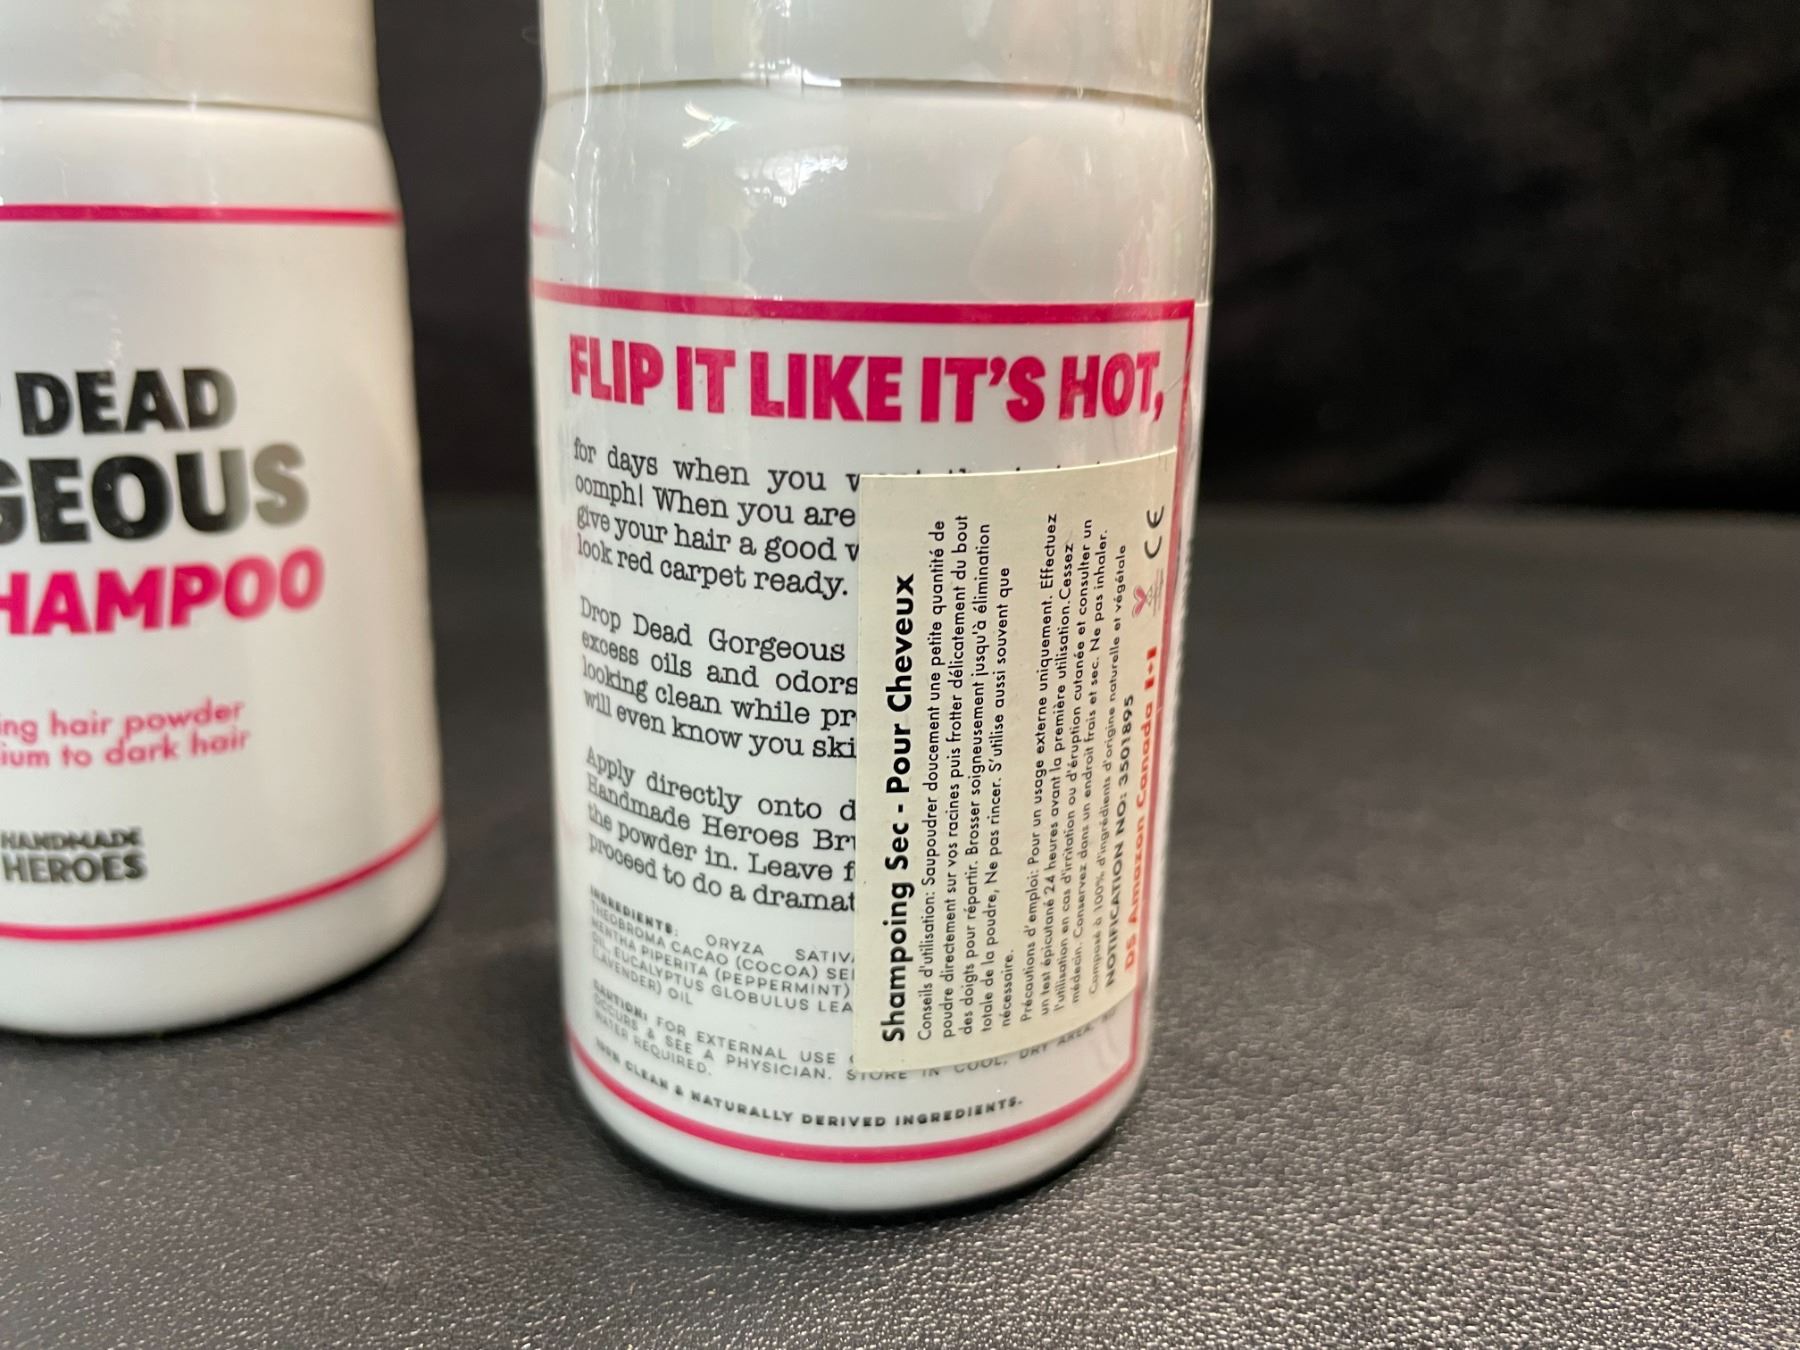 DEAD
GEOUS
HAMPOO
ing hair powder
ium to dark hair
HANDMADE
HEROES
FLIP IT LIKE IT'S HOT,
for days when you
oomph! When you are
give your hair a good
look red carpet ready.
Drop Dead Gorgeous
excess oils and odors
looking clean while pr
will even know you ski
Apply directly onto d
Handmade Heroes Br
the powder in. Leave f
proceed to do a dramat
INGREDIENTS: ORYZA SATIV
THEOBROMA CACAO (COCOA) SE
MENTHA PIPERITA (PEPPERMINT)
OIL, EUCALYPTUS GLOBULUS LEA
(LAVENDER) OIL
CAUTION: FOR EXTERNAL USE
OCCURS & SEE A PHYSICIAN. STORE IN COOL, DRY AREA.
WATER REQUIRED.
100% CLEAN & NATURALLY DERIVED INGREDIENTS.
Shampoing Sec - Pour Cheveux
Conseils d'utilisation: Saupoudrer doucement une petite quantité de
poudre directement sur vos racines puis frotter délicatement du bout
des doigts pour répartir. Brosser soigneusement jusqu'à élimination
totale de la poudre, Ne pas rincer. S'utilise aussi souvent que
nécessaire.
Précautions d'emploi: Pour un usage externe uniquement. Effectuez
un test épicutané 24 heures avant la première utilisation.Cessez
l'utilisation en cas d'irritation ou d'éruption cutanée et consulter un
médecin. Conservez dans un endroit frais et sec. Ne pas inhaler.
Composé à 100% d'ingrédients d'origine naturelle et végétale
NOTIFICATION NO: 3501895
DS Amazon Canada
CE